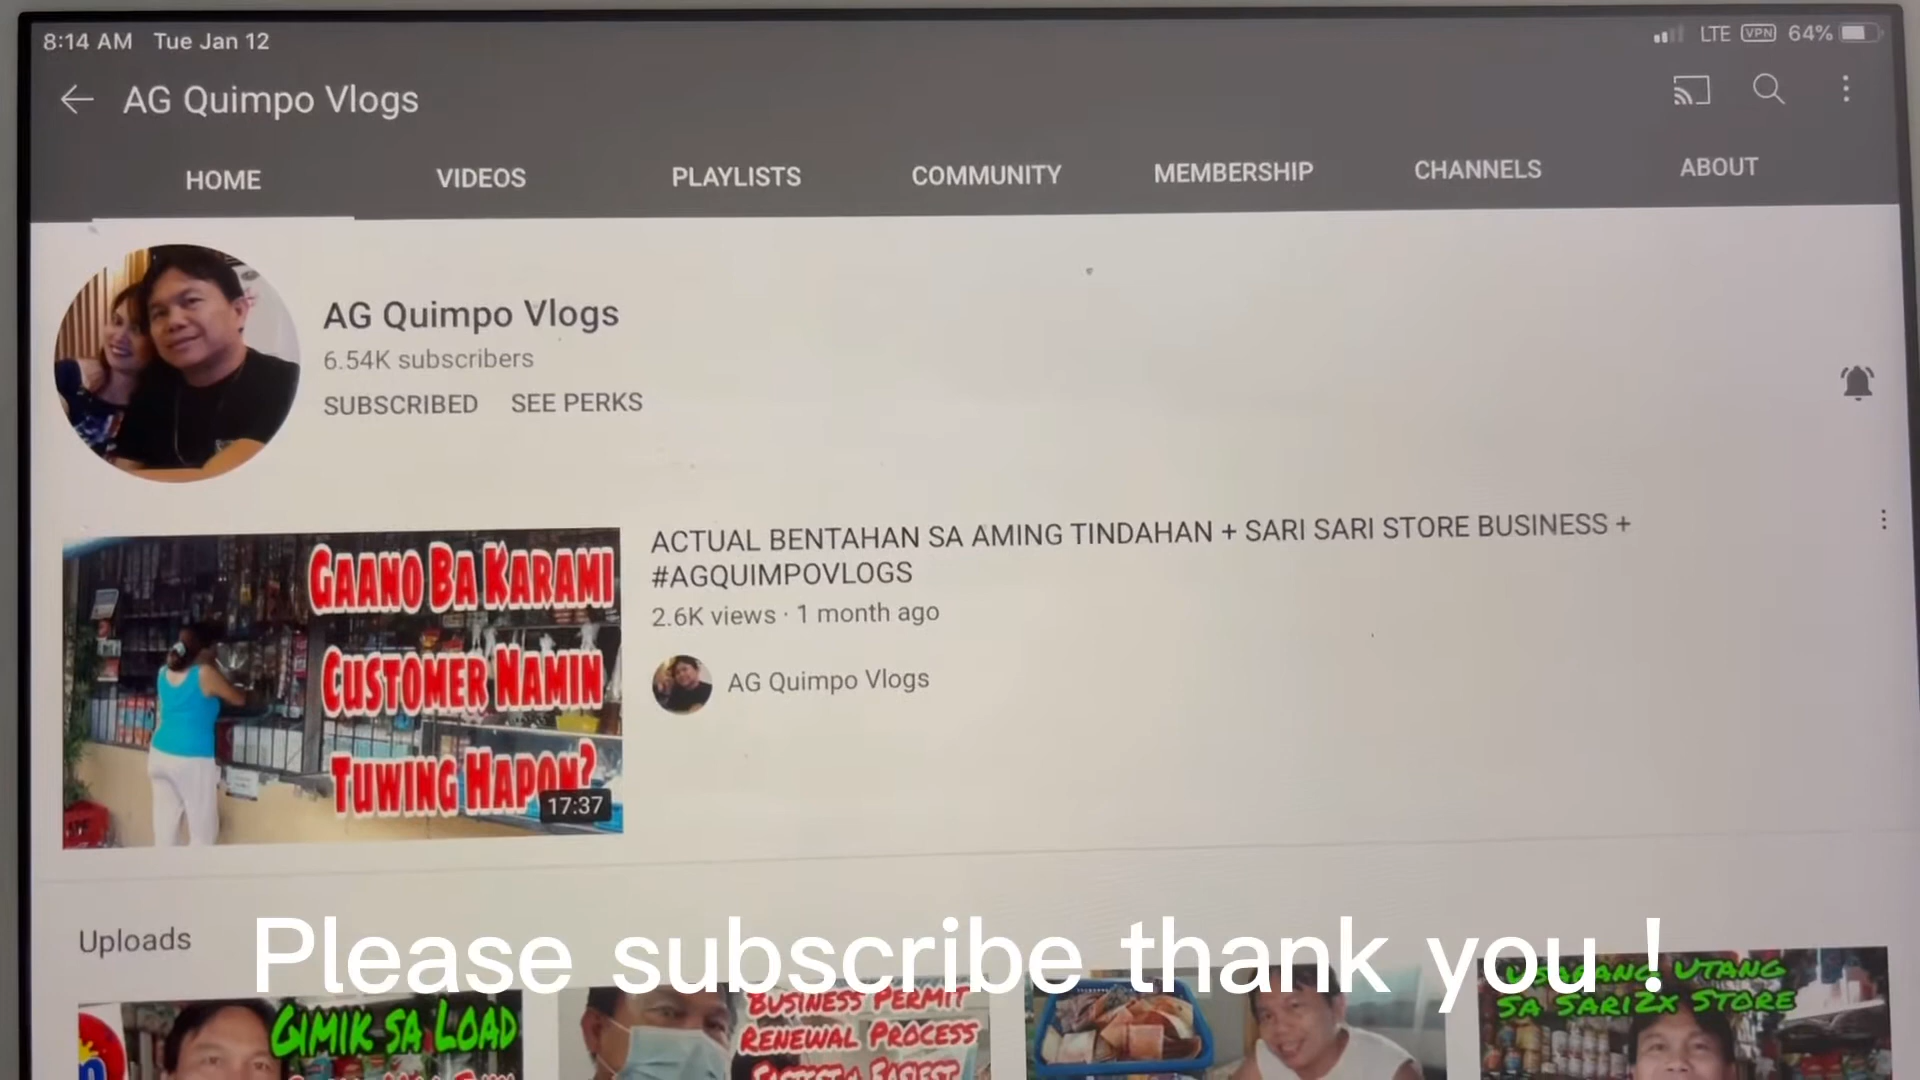 8:14 AM Tue Jan 12
LTE VPN 64%
AG Quimpo Vlogs
HOME VIDEOS PLAYLISTS COMMUNITY MEMBERSHIP CHANNELS ABOUT
AG Quimpo Vlogs
6.54K subscribers
SUBSCRIBED SEE PERKS
GAANO BA KARAMI
CUSTOMER NAMIN
TUWING HAPON?
17:37
ACTUAL BENTAHAN SA AMING TINDAHAN + SARI SARI STORE BUSINESS +
#AGQUIMPOVLOGS
2.6K views · 1 month ago
AG Quimpo Vlogs
Uploads
Please subscribe thank you !
GIMIK SA LOAD
BUSINESS PERMIT
RENEWAL PROCESS
FASTEST & EASIEST
USAPANG UTANG
SA SARI2X STORE